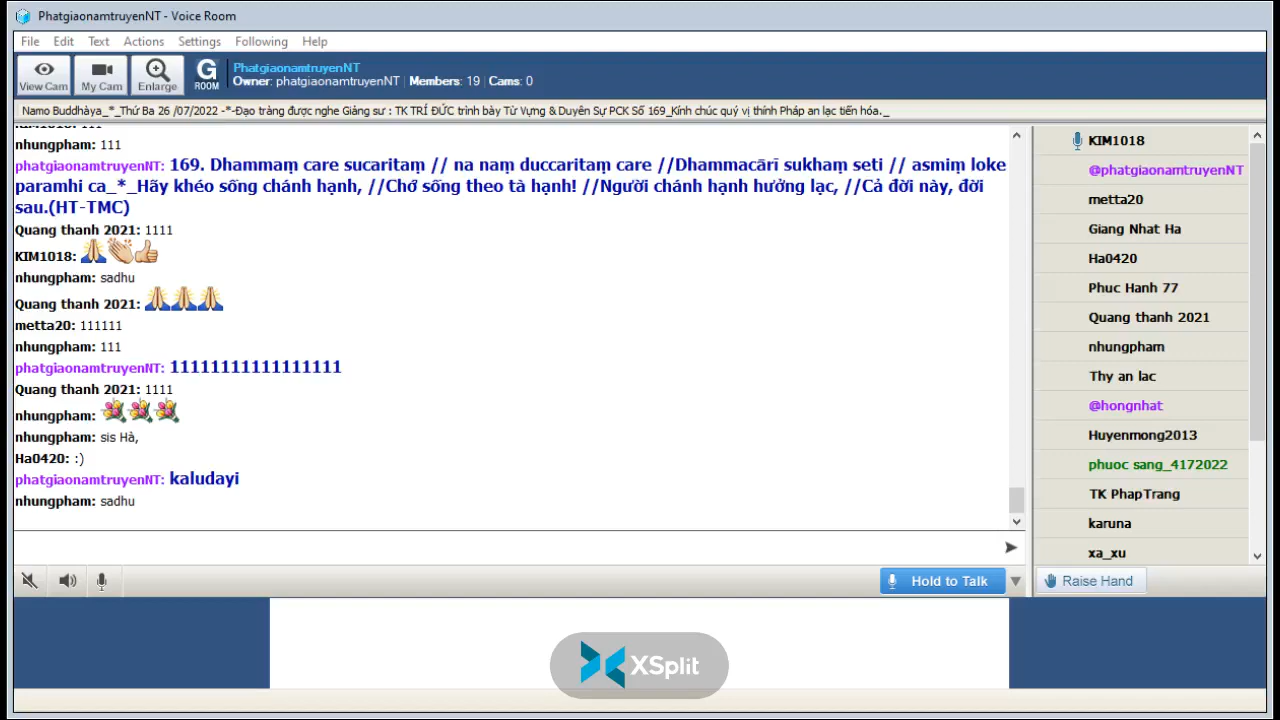 PhatgiaonamtruyenNT - Voice Room
File Edit Text Actions Settings Following Help
View Cam My Cam Enlarge G ROOM
PhatgiaonamtruyenNT
Owner: phatgiaonamtruyenNT | Members: 19 | Cams: 0
Namo Buddhàya_*_Thứ Ba 26 /07/2022 -*-Đạo tràng được nghe Giảng sư : TK TRÍ ĐỨC trình bày Từ Vựng & Duyên Sự PCK Số 169_Kính chúc quý vị thính Pháp an lạc tiến hóa._
KIM1018: 111
nhungpham: 111
phatgiaonamtruyenNT: 169. Dhammaṃ care sucaritaṃ // na naṃ duccaritaṃ care //Dhammacārī sukhaṃ seti // asmiṃ loke
paramhi ca_*_Hãy khéo sống chánh hạnh, //Chớ sống theo tà hạnh! //Người chánh hạnh hưởng lạc, //Cả đời này, đời
sau.(HT-TMC)
Quang thanh 2021: 1111
KIM1018: 🙏👏👍
nhungpham: sadhu
Quang thanh 2021: 🙏🙏🙏
metta20: 111111
nhungpham: 111
phatgiaonamtruyenNT: 11111111111111111
Quang thanh 2021: 1111
nhungpham: 💐💐💐
nhungpham: sis Hà,
Ha0420: :)
phatgiaonamtruyenNT: kaludayi
nhungpham: sadhu
KIM1018
@phatgiaonamtruyenNT
metta20
Giang Nhat Ha
Ha0420
Phuc Hanh 77
Quang thanh 2021
nhungpham
Thy an lac
@hongnhat
Huyenmong2013
phuoc sang_4172022
TK PhapTrang
karuna
xa_xu
Hold to Talk
Raise Hand
XSplit